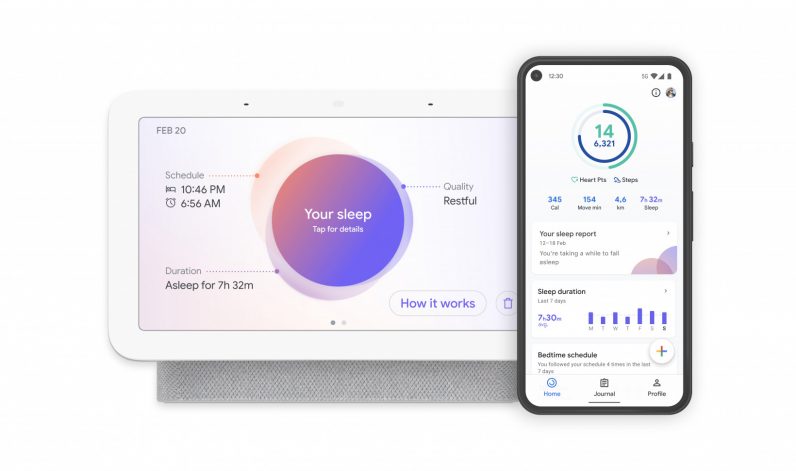 FEB 20
Schedule
10:46 PM
6:56 AM
Your sleep
Tap for details
Quality
Restful
Duration
Asleep for 7h 32m
How it works
12:30
5G
14
6,321
Heart Pts
Steps
345
Cal
154
Move min
4.6
km
7h 32m
Sleep
Your sleep report
12–18 Feb
You're taking a while to fall
asleep
Sleep duration
Last 7 days
7h30m
avg.
M T W T F S S
Bedtime schedule
You followed your schedule 4 times in the last
7 days
Home
Journal
Profile